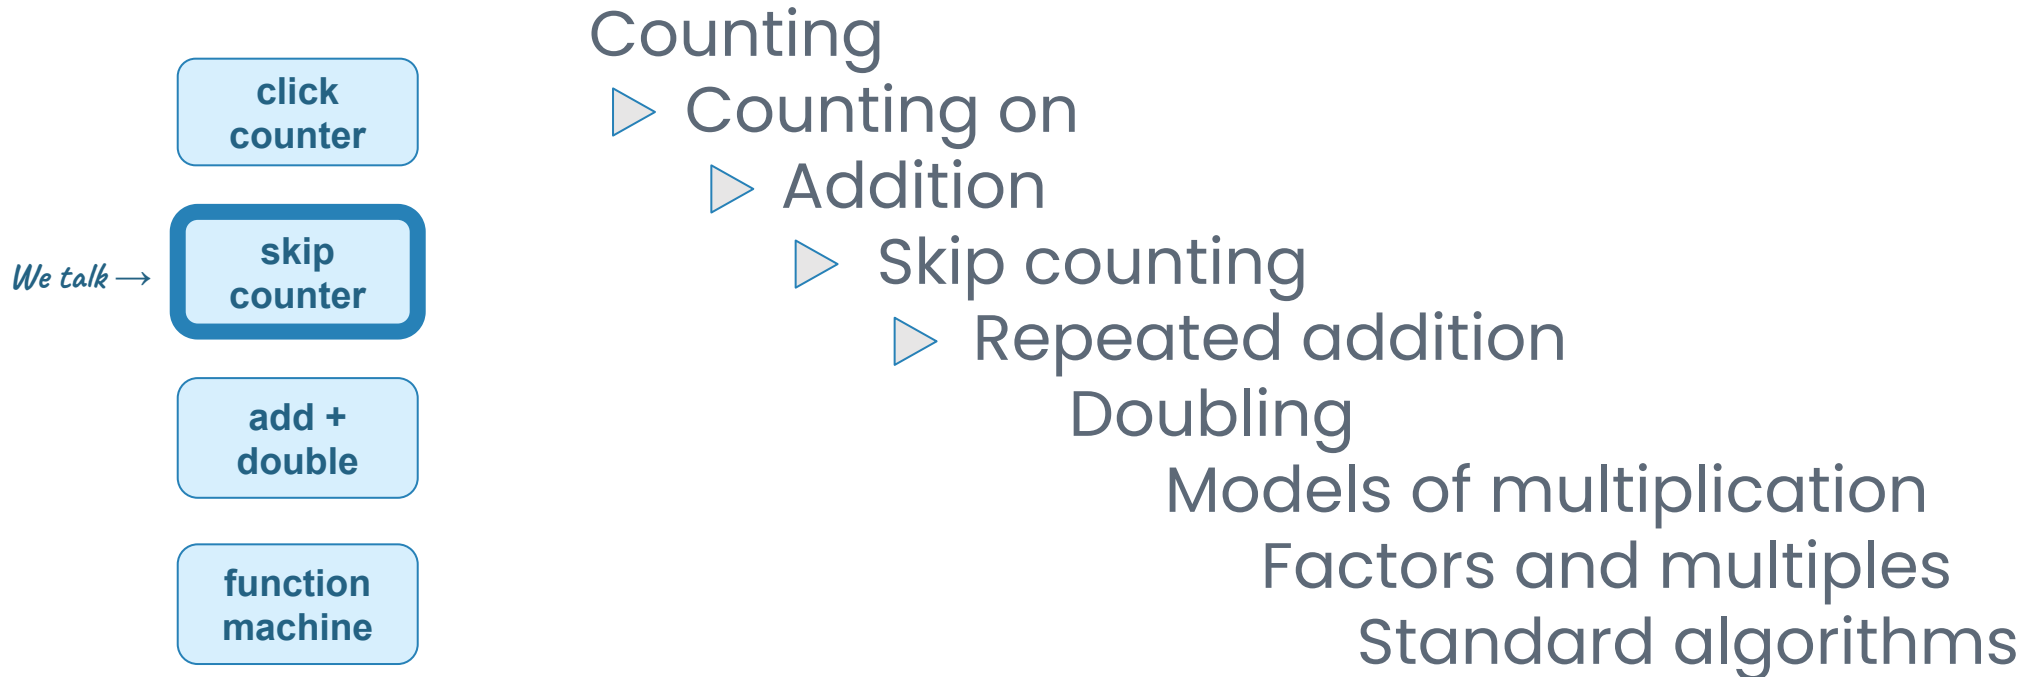 click
counter
We talk →
skip
counter
add +
double
function
machine
Counting
Counting on
Addition
Skip counting
Repeated addition
Doubling
Models of multiplication
Factors and multiples
Standard algorithms